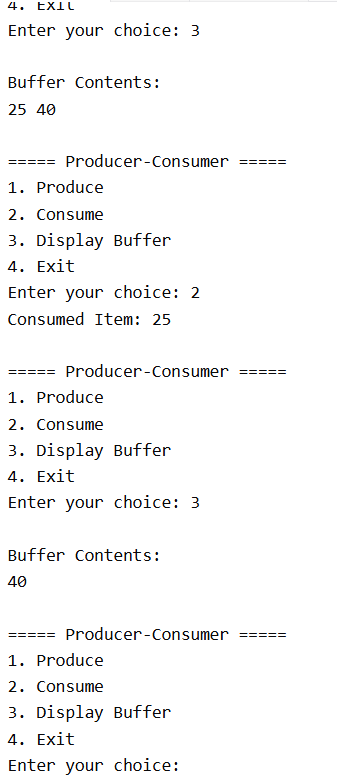 4. Exit
Enter your choice: 3
Buffer Contents:
25 40
===== Producer-Consumer =====
1. Produce
2. Consume
3. Display Buffer
4. Exit
Enter your choice: 2
Consumed Item: 25
===== Producer-Consumer =====
1. Produce
2. Consume
3. Display Buffer
4. Exit
Enter your choice: 3
Buffer Contents:
40
===== Producer-Consumer =====
1. Produce
2. Consume
3. Display Buffer
4. Exit
Enter your choice: